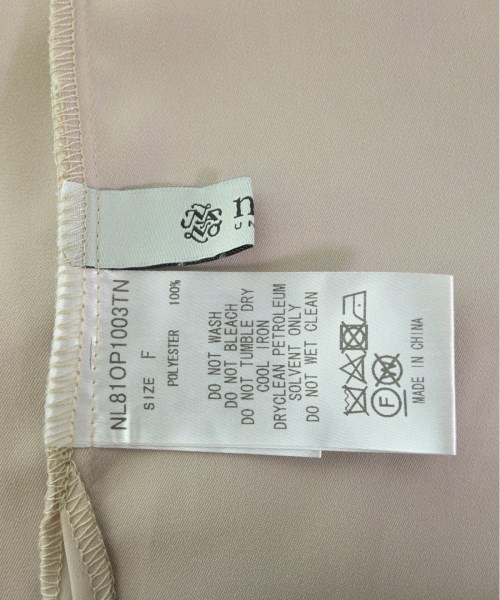 NL81OP1003TN
SIZE F
POLYESTER 100%
DO NOT WASH
DO NOT BLEACH
DO NOT TUMBLE DRY
COOL IRON
DRYCLEAN PETROLEUM
SOLVENT ONLY
DO NOT WET CLEAN
F
MADE IN CHINA